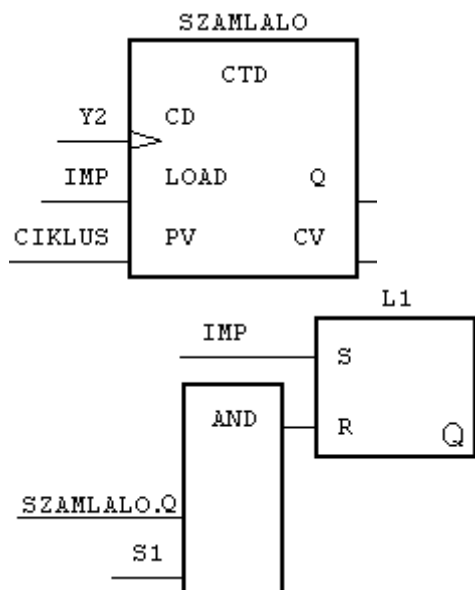 SZAMLALO
CTD
Y2 CD
IMP LOAD Q
CIKLUS PV CV
L1
IMP S
AND R Q
SZAMLALO.Q
S1